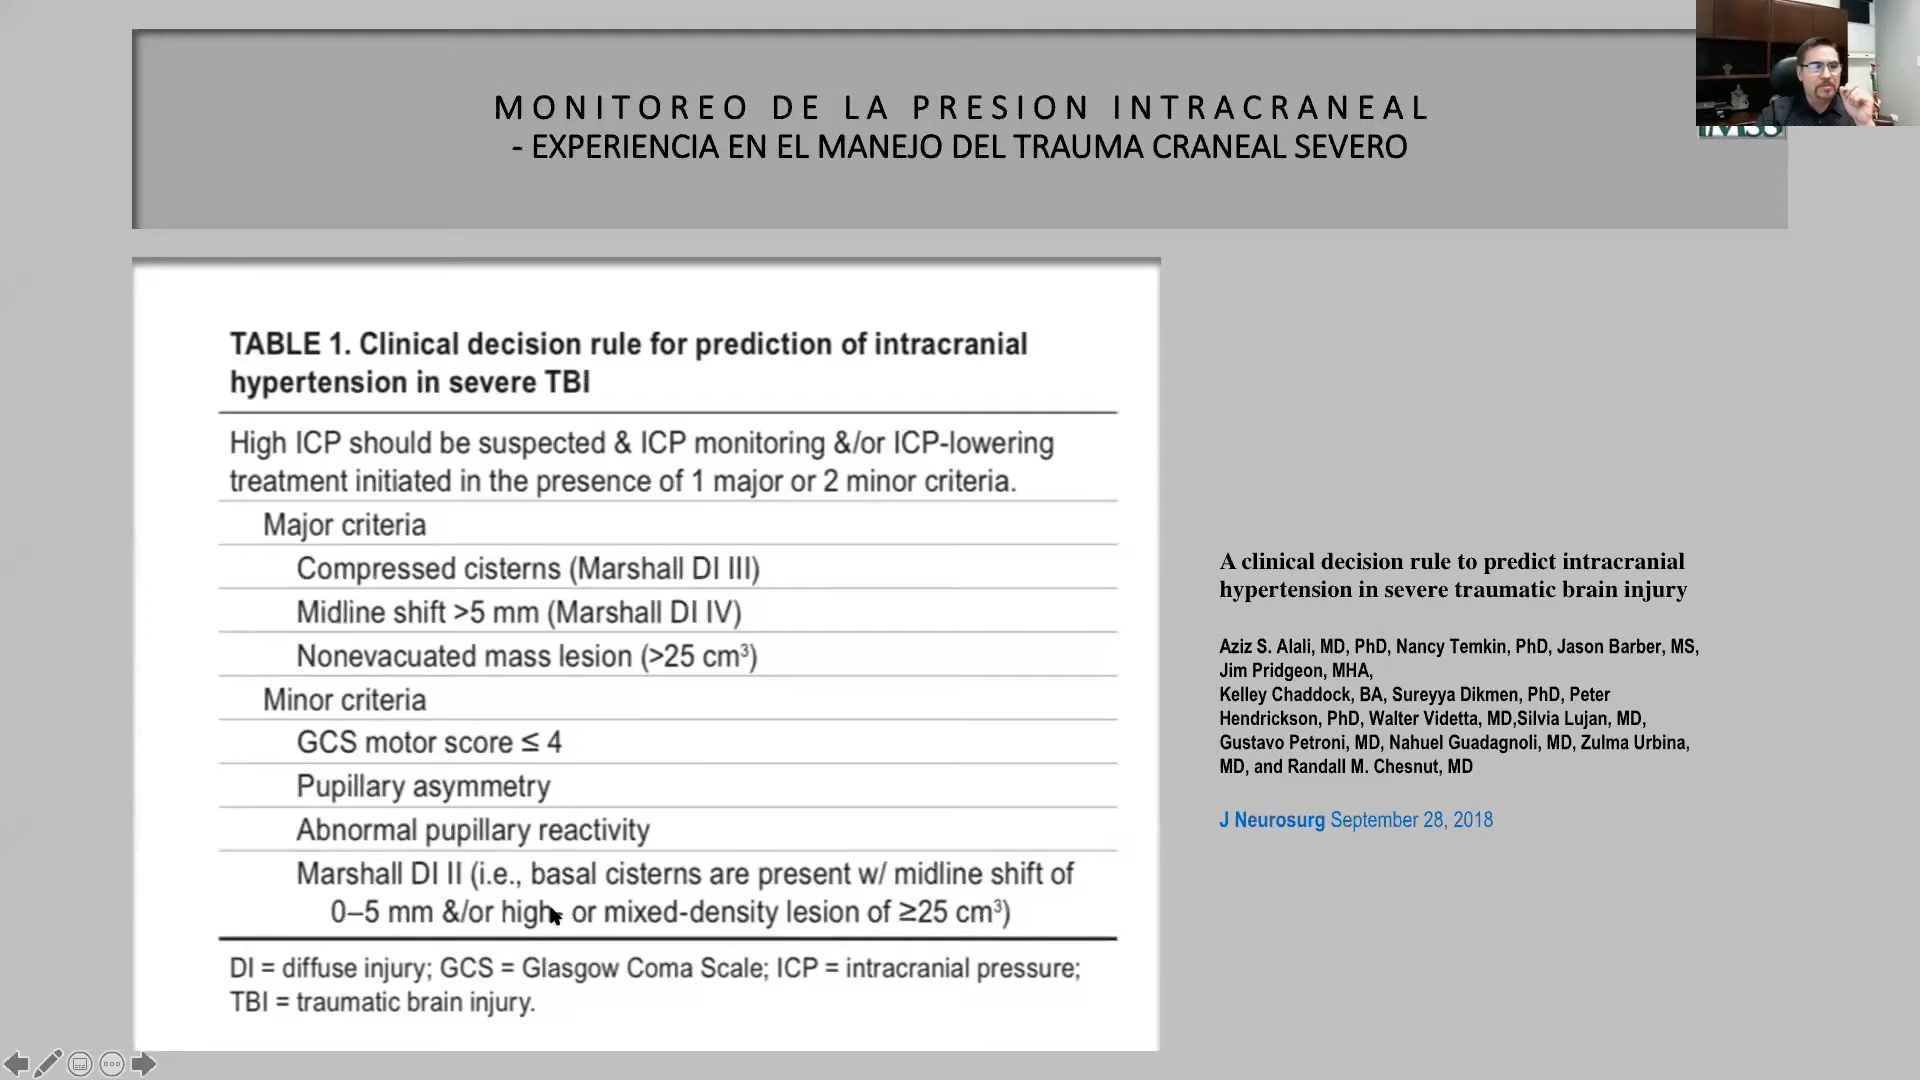 MONITOREO DE LA PRESION INTRACRANEAL
- EXPERIENCIA EN EL MANEJO DEL TRAUMA CRANEAL SEVERO
IMSS
TABLE 1. Clinical decision rule for prediction of intracranial
hypertension in severe TBI
High ICP should be suspected & ICP monitoring &/or ICP-lowering
treatment initiated in the presence of 1 major or 2 minor criteria.
Major criteria
Compressed cisterns (Marshall DI III)
Midline shift >5 mm (Marshall DI IV)
Nonevacuated mass lesion (>25 cm³)
Minor criteria
GCS motor score ≤ 4
Pupillary asymmetry
Abnormal pupillary reactivity
Marshall DI II (i.e., basal cisterns are present w/ midline shift of
0–5 mm &/or high- or mixed-density lesion of ≥25 cm³)
DI = diffuse injury; GCS = Glasgow Coma Scale; ICP = intracranial pressure;
TBI = traumatic brain injury.
A clinical decision rule to predict intracranial
hypertension in severe traumatic brain injury
Aziz S. Alali, MD, PhD, Nancy Temkin, PhD, Jason Barber, MS,
Jim Pridgeon, MHA,
Kelley Chaddock, BA, Sureyya Dikmen, PhD, Peter
Hendrickson, PhD, Walter Videtta, MD,Silvia Lujan, MD,
Gustavo Petroni, MD, Nahuel Guadagnoli, MD, Zulma Urbina,
MD, and Randall M. Chesnut, MD
J Neurosurg September 28, 2018